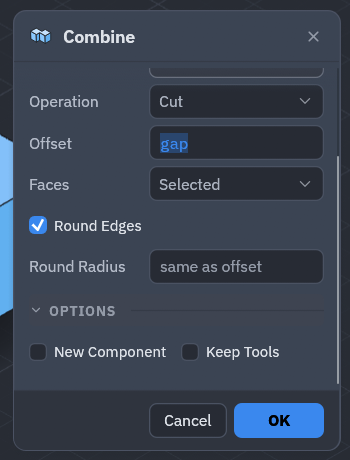 Combine
Operation Cut
Offset gap
Faces Selected
Round Edges
Round Radius same as offset
OPTIONS
New Component Keep Tools
Cancel OK